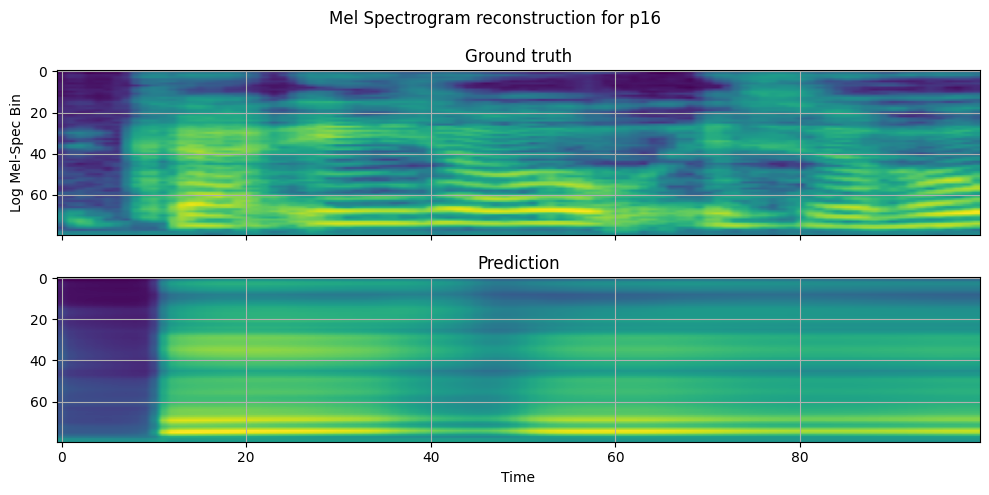 Mel Spectrogram reconstruction for p16
Ground truth
0
20
40
60
Log Mel-Spec Bin
Prediction
0
20
40
60
0 20 40 60 80
Time